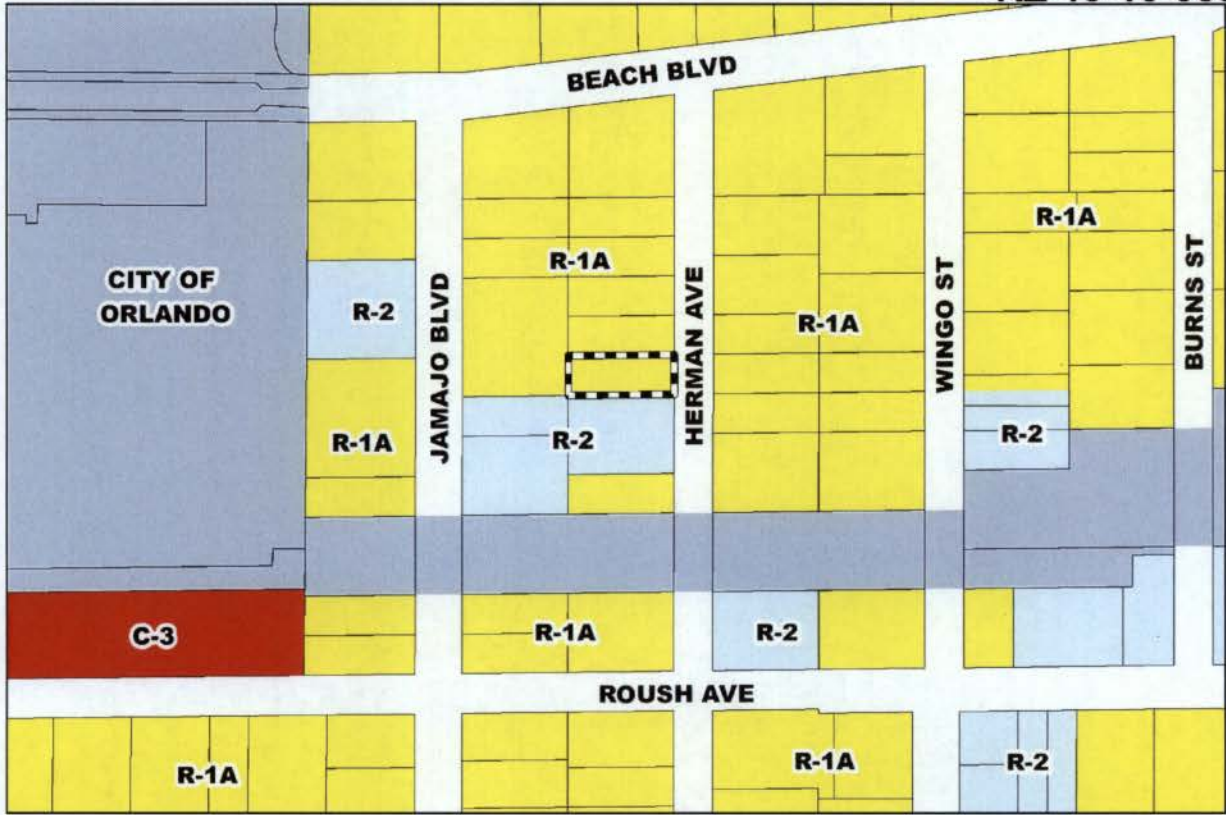 BEACH BLVD
R-1A
CITY OF
ORLANDO
R-1A
R-2
JAMAJO BLVD
HERMAN AVE
R-1A
WINGO ST
BURNS ST
R-1A
R-2
R-2
C-3
R-1A
R-2
ROUSH AVE
R-1A
R-1A
R-2